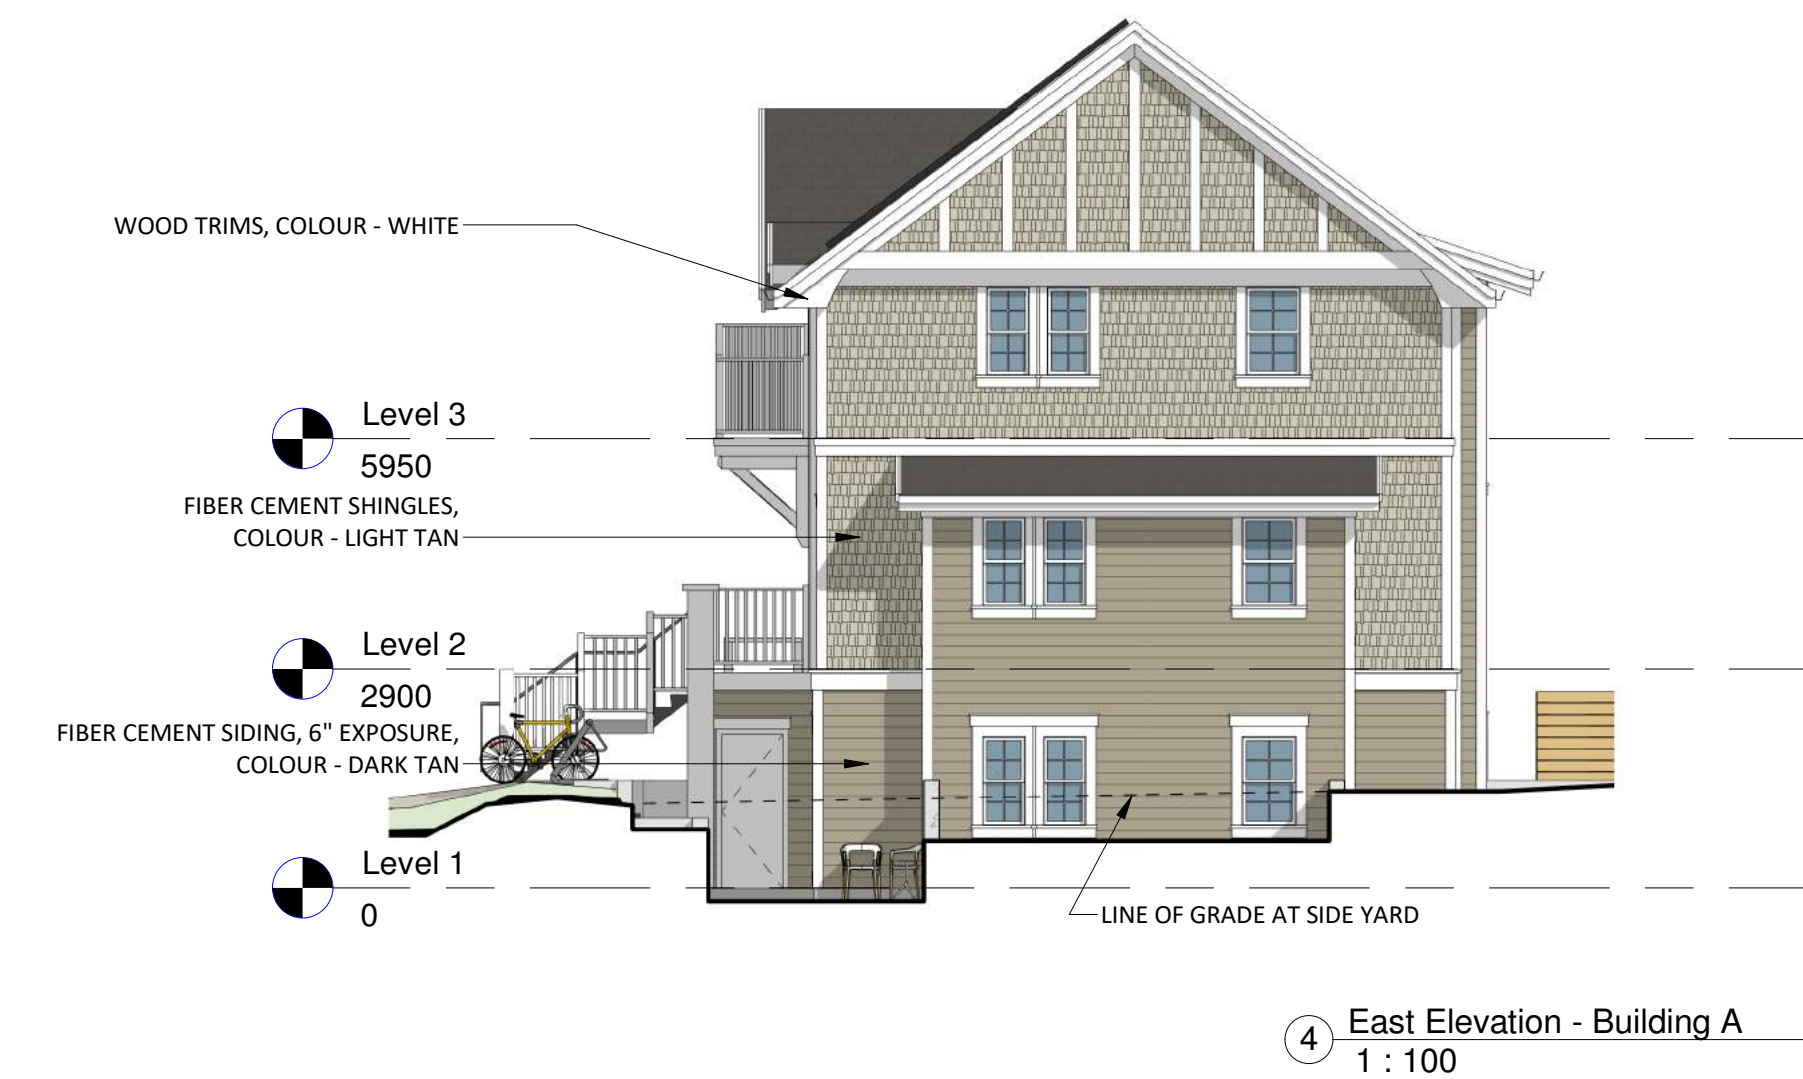 WOOD TRIMS, COLOUR - WHITE
Level 3
5950
FIBER CEMENT SHINGLES,
COLOUR - LIGHT TAN
Level 2
2900
FIBER CEMENT SIDING, 6" EXPOSURE,
COLOUR - DARK TAN
Level 1
0
LINE OF GRADE AT SIDE YARD
4
East Elevation - Building A
1 : 100